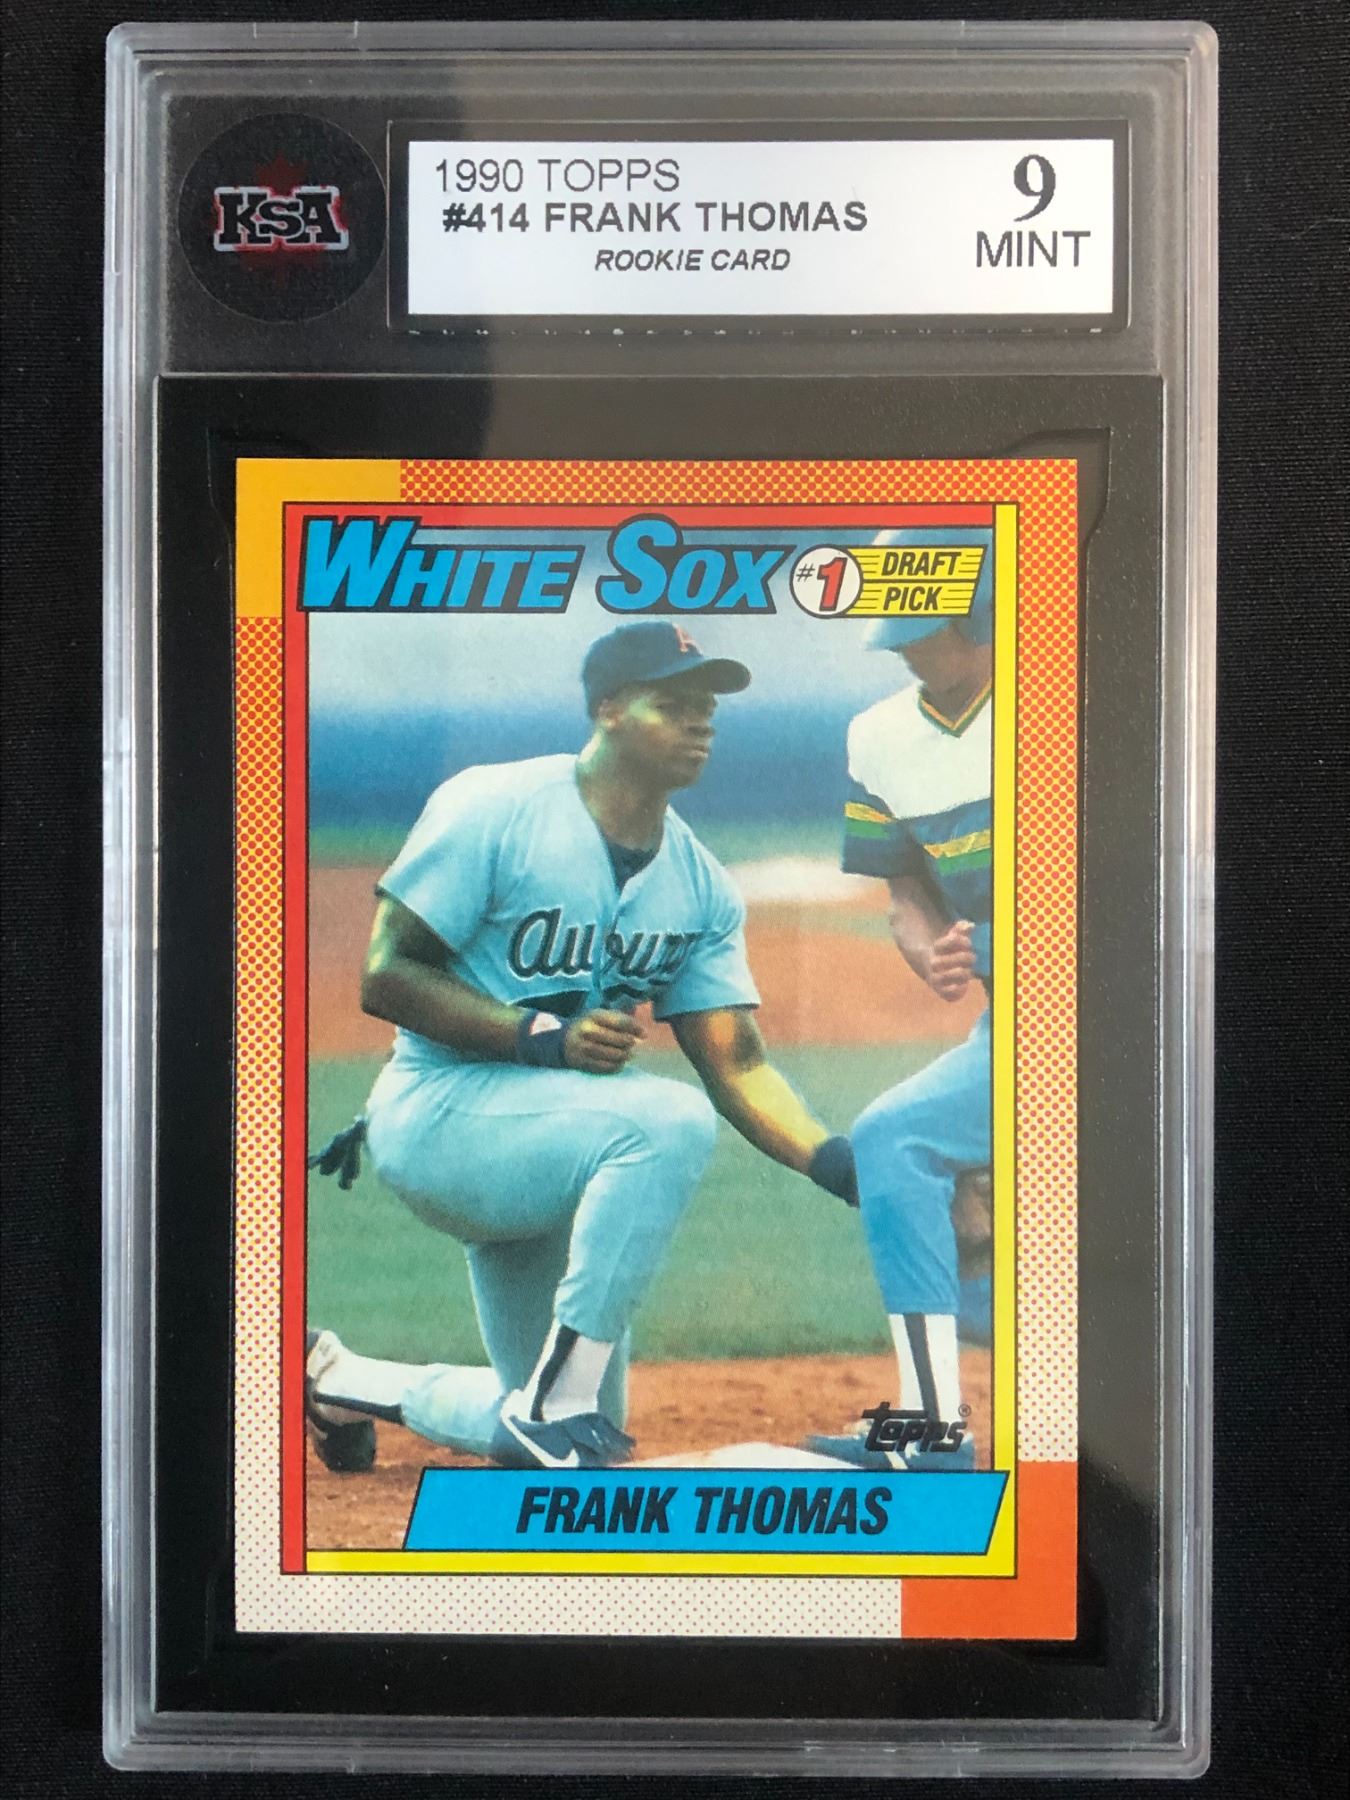 KSA
1990 TOPPS
#414 FRANK THOMAS
ROOKIE CARD
9
MINT
WHITE SOX #1 DRAFT PICK
A
Auburn
topps®
FRANK THOMAS